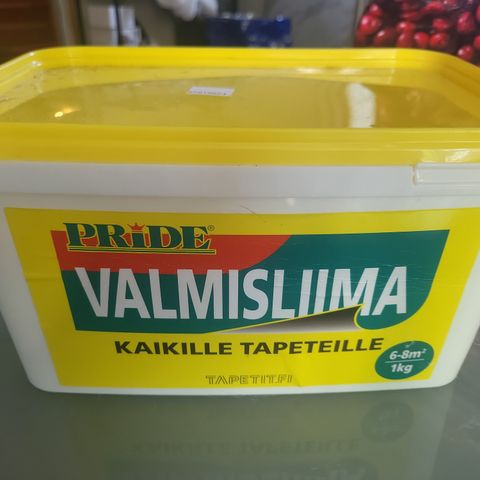 PRIDE®
VALMISLIIMA
KAIKILLE TAPETEILLE
6-8m²
1kg
TAPETIT.FI